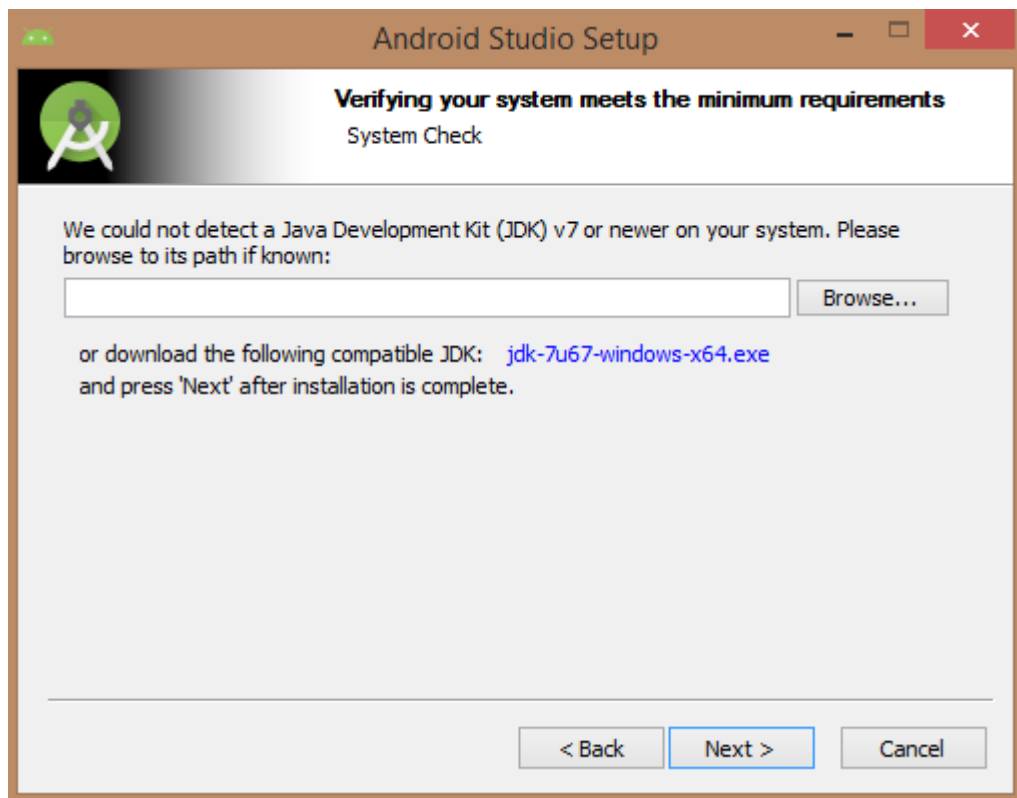 Android Studio Setup
Verifying your system meets the minimum requirements
System Check
We could not detect a Java Development Kit (JDK) v7 or newer on your system. Please
browse to its path if known:
Browse...
or download the following compatible JDK: jdk-7u67-windows-x64.exe
and press 'Next' after installation is complete.
< Back Next > Cancel